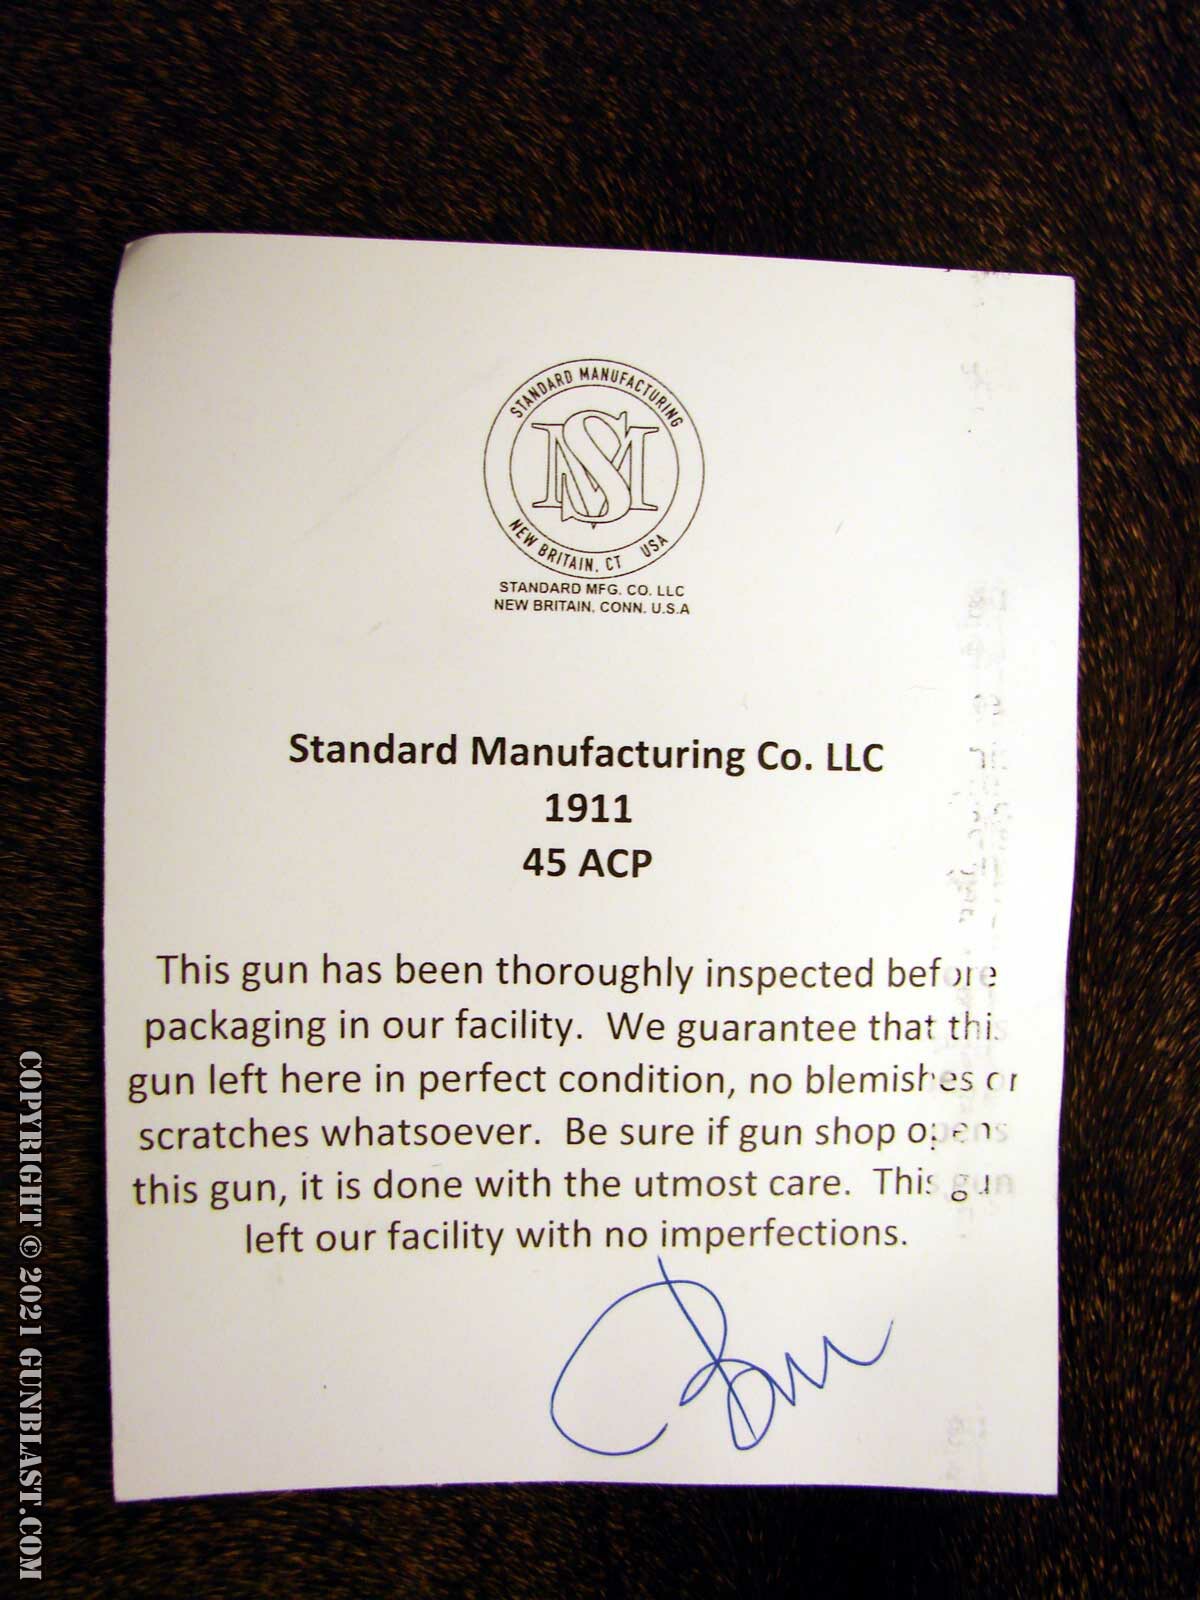 STANDARD MANUFACTURING
SM
NEW BRITAIN, CT USA
STANDARD MFG. CO. LLC
NEW BRITAIN, CONN. U.S.A
Standard Manufacturing Co. LLC
1911
45 ACP
This gun has been thoroughly inspected before
packaging in our facility. We guarantee that this
gun left here in perfect condition, no blemishes or
scratches whatsoever. Be sure if gun shop opens
this gun, it is done with the utmost care. This gun
left our facility with no imperfections.
COPYRIGHT © 2021 GUNBLAST.COM